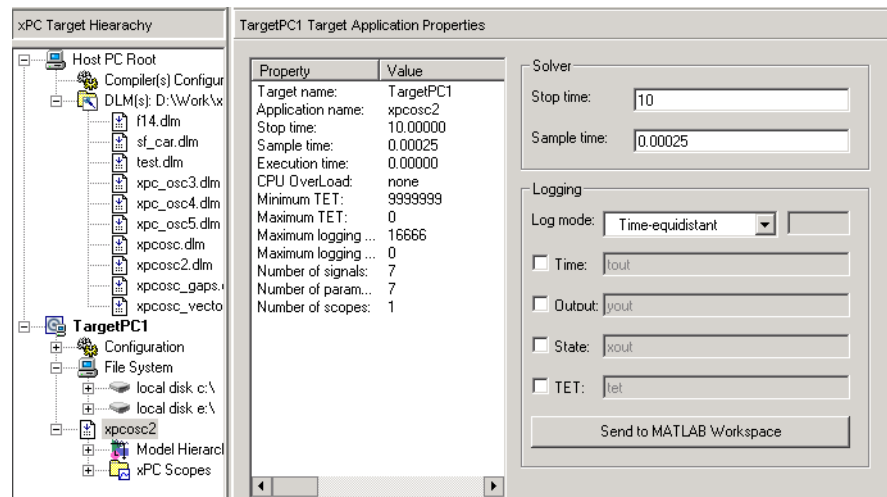 xPC Target Hiearachy
TargetPC1 Target Application Properties
Host PC Root
Compiler(s) Configur
DLM(s): D:\Work\x
f14.dlm
sf_car.dlm
test.dlm
xpc_osc3.dlm
xpc_osc4.dlm
xpc_osc5.dlm
xpcosc.dlm
xpcosc2.dlm
xpcosc_gaps.
xpcosc_vecto
TargetPC1
Configuration
File System
local disk c:\
local disk e:\
xpcosc2
Model Hierarcl
xPC Scopes
Property Value
Target name: TargetPC1
Application name: xpcosc2
Stop time: 10.00000
Sample time: 0.00025
Execution time: 0.00000
CPU OverLoad: none
Minimum TET: 9999999
Maximum TET: 0
Maximum logging ... 16666
Maximum logging ... 0
Number of signals: 7
Number of param... 7
Number of scopes: 1
Solver
Stop time: 10
Sample time: 0.00025
Logging
Log mode: Time-equidistant
Time: tout
Output: yout
State: xout
TET: tet
Send to MATLAB Workspace